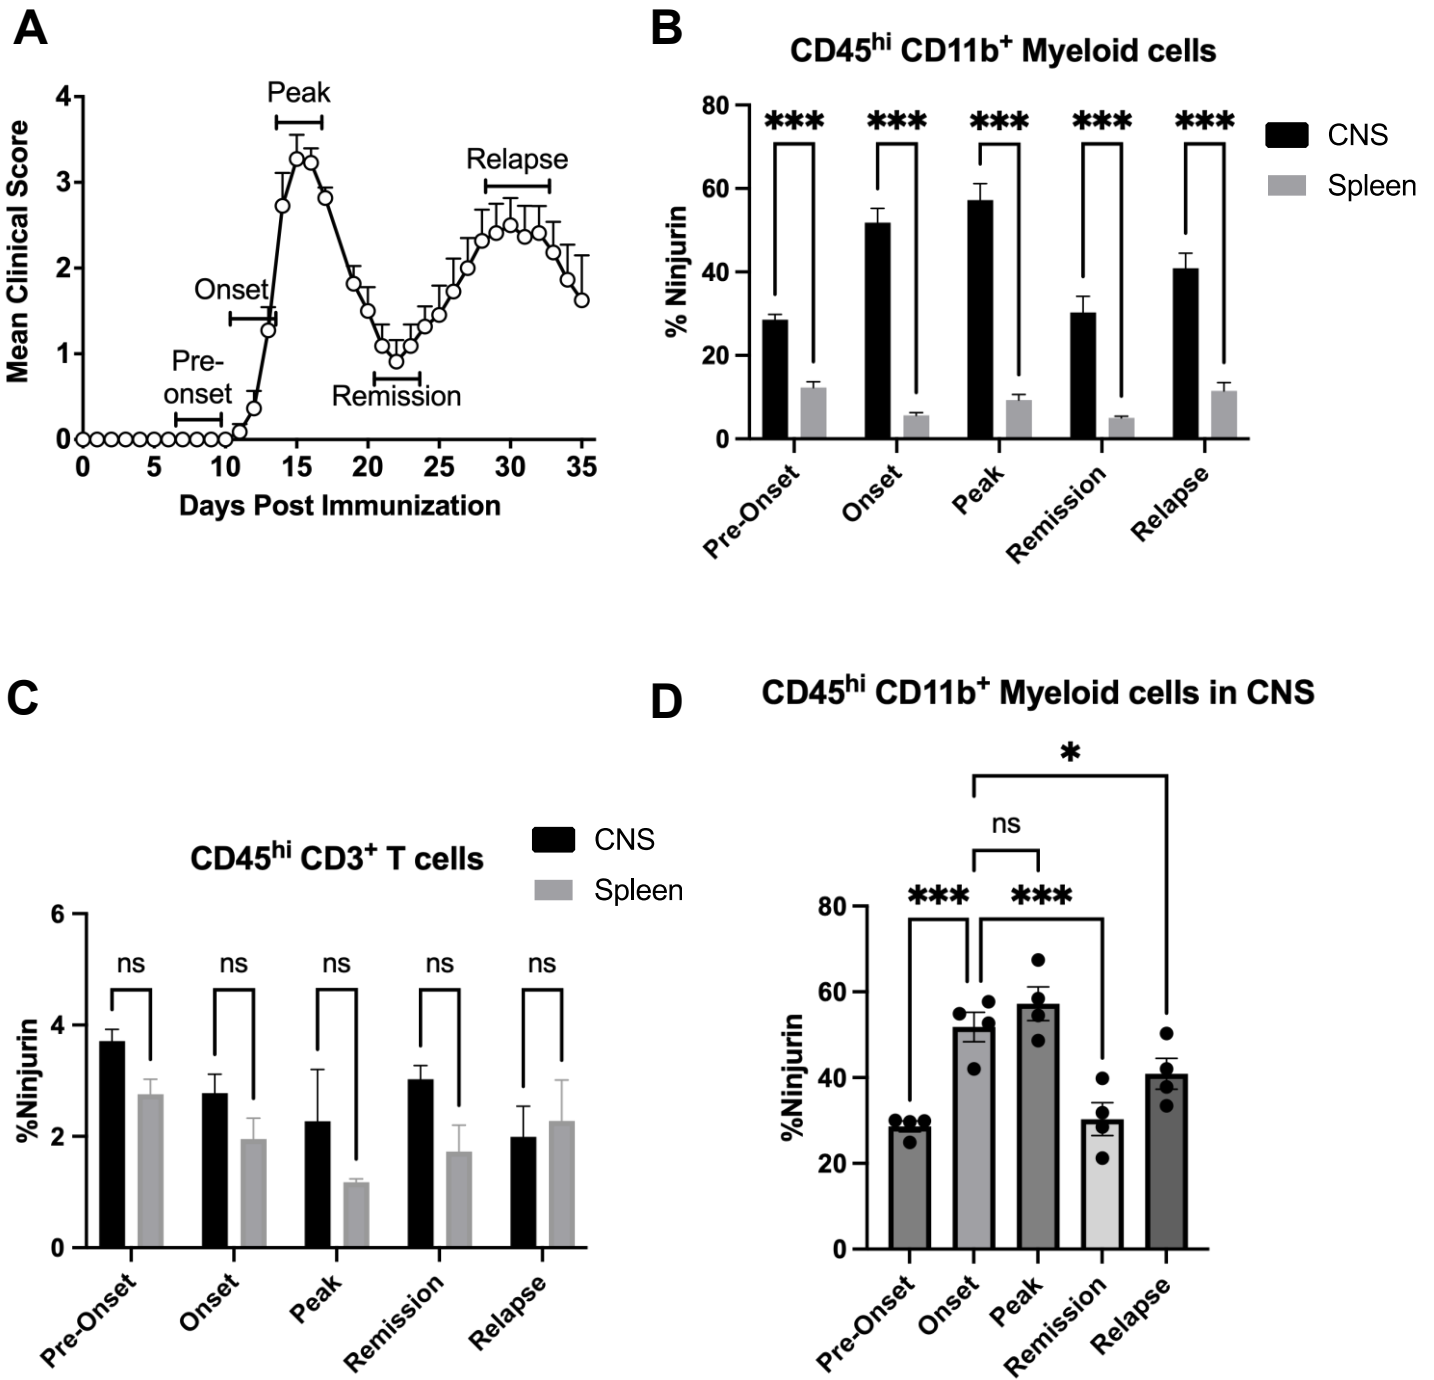 A
Mean Clinical Score
4
3
2
1
0
Peak
Relapse
Onset
Pre-
onset
Remission
0 5 10 15 20 25 30 35
Days Post Immunization
B
CD45hi CD11b+ Myeloid cells
% Ninjurin
80
60
40
20
0
*** *** *** *** ***
CNS
Spleen
Pre-Onset Onset Peak Remission Relapse
C
CD45hi CD3+ T cells
CNS
Spleen
%Ninjurin
6
4
2
0
ns ns ns ns ns
Pre-Onset Onset Peak Remission Relapse
D
CD45hi CD11b+ Myeloid cells in CNS
*
ns
*** ***
%Ninjurin
80
60
40
20
0
Pre-Onset Onset Peak Remission Relapse